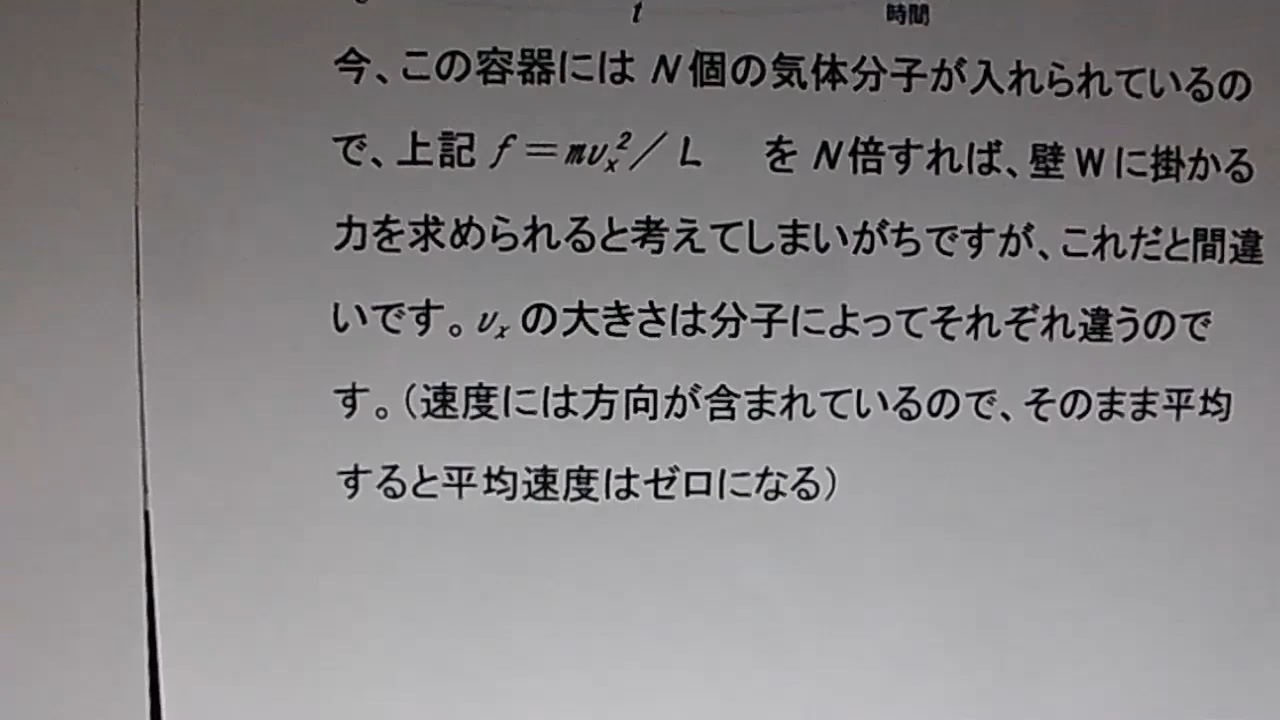 t 時間
今、この容器には N 個の気体分子が入れられているの
で、上記 f＝mvₓ²／L を N 倍すれば、壁 W に掛かる
力を求められると考えてしまいがちですが、これだと間違
いです。vₓ の大きさは分子によってそれぞれ違うので
す。（速度には方向が含まれているので、そのまま平均
すると平均速度はゼロになる）